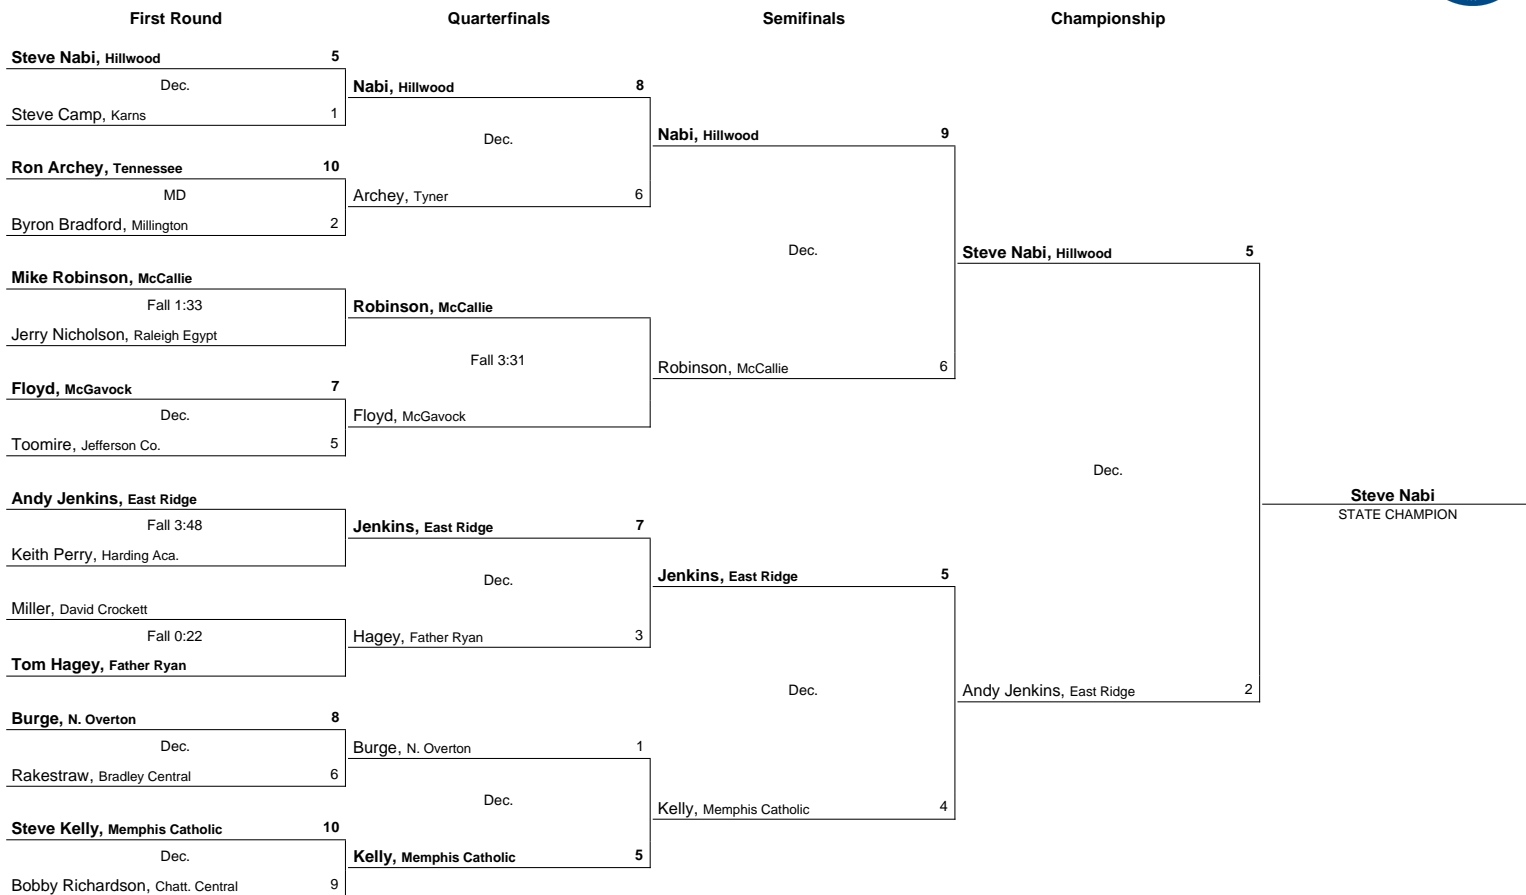 First Round Quarterfinals Semifinals Championship
Steve Nabi, Hillwood 5
Dec.
Steve Camp, Karns 1
Nabi, Hillwood 8
Dec.
Archey, Tyner 6
Ron Archey, Tennessee 10
MD
Byron Bradford, Millington 2
Nabi, Hillwood 9
Dec.
Robinson, McCallie 6
Mike Robinson, McCallie
Fall 1:33
Jerry Nicholson, Raleigh Egypt
Robinson, McCallie
Fall 3:31
Floyd, McGavock
Floyd, McGavock 7
Dec.
Toomire, Jefferson Co. 5
Steve Nabi, Hillwood 5
Dec.
Andy Jenkins, East Ridge 2
Steve Nabi
STATE CHAMPION
Andy Jenkins, East Ridge
Fall 3:48
Keith Perry, Harding Aca.
Jenkins, East Ridge 7
Dec.
Hagey, Father Ryan 3
Miller, David Crockett
Fall 0:22
Tom Hagey, Father Ryan
Jenkins, East Ridge 5
Dec.
Kelly, Memphis Catholic 4
Burge, N. Overton 8
Dec.
Rakestraw, Bradley Central 6
Burge, N. Overton 1
Dec.
Kelly, Memphis Catholic 5
Steve Kelly, Memphis Catholic 10
Dec.
Bobby Richardson, Chatt. Central 9